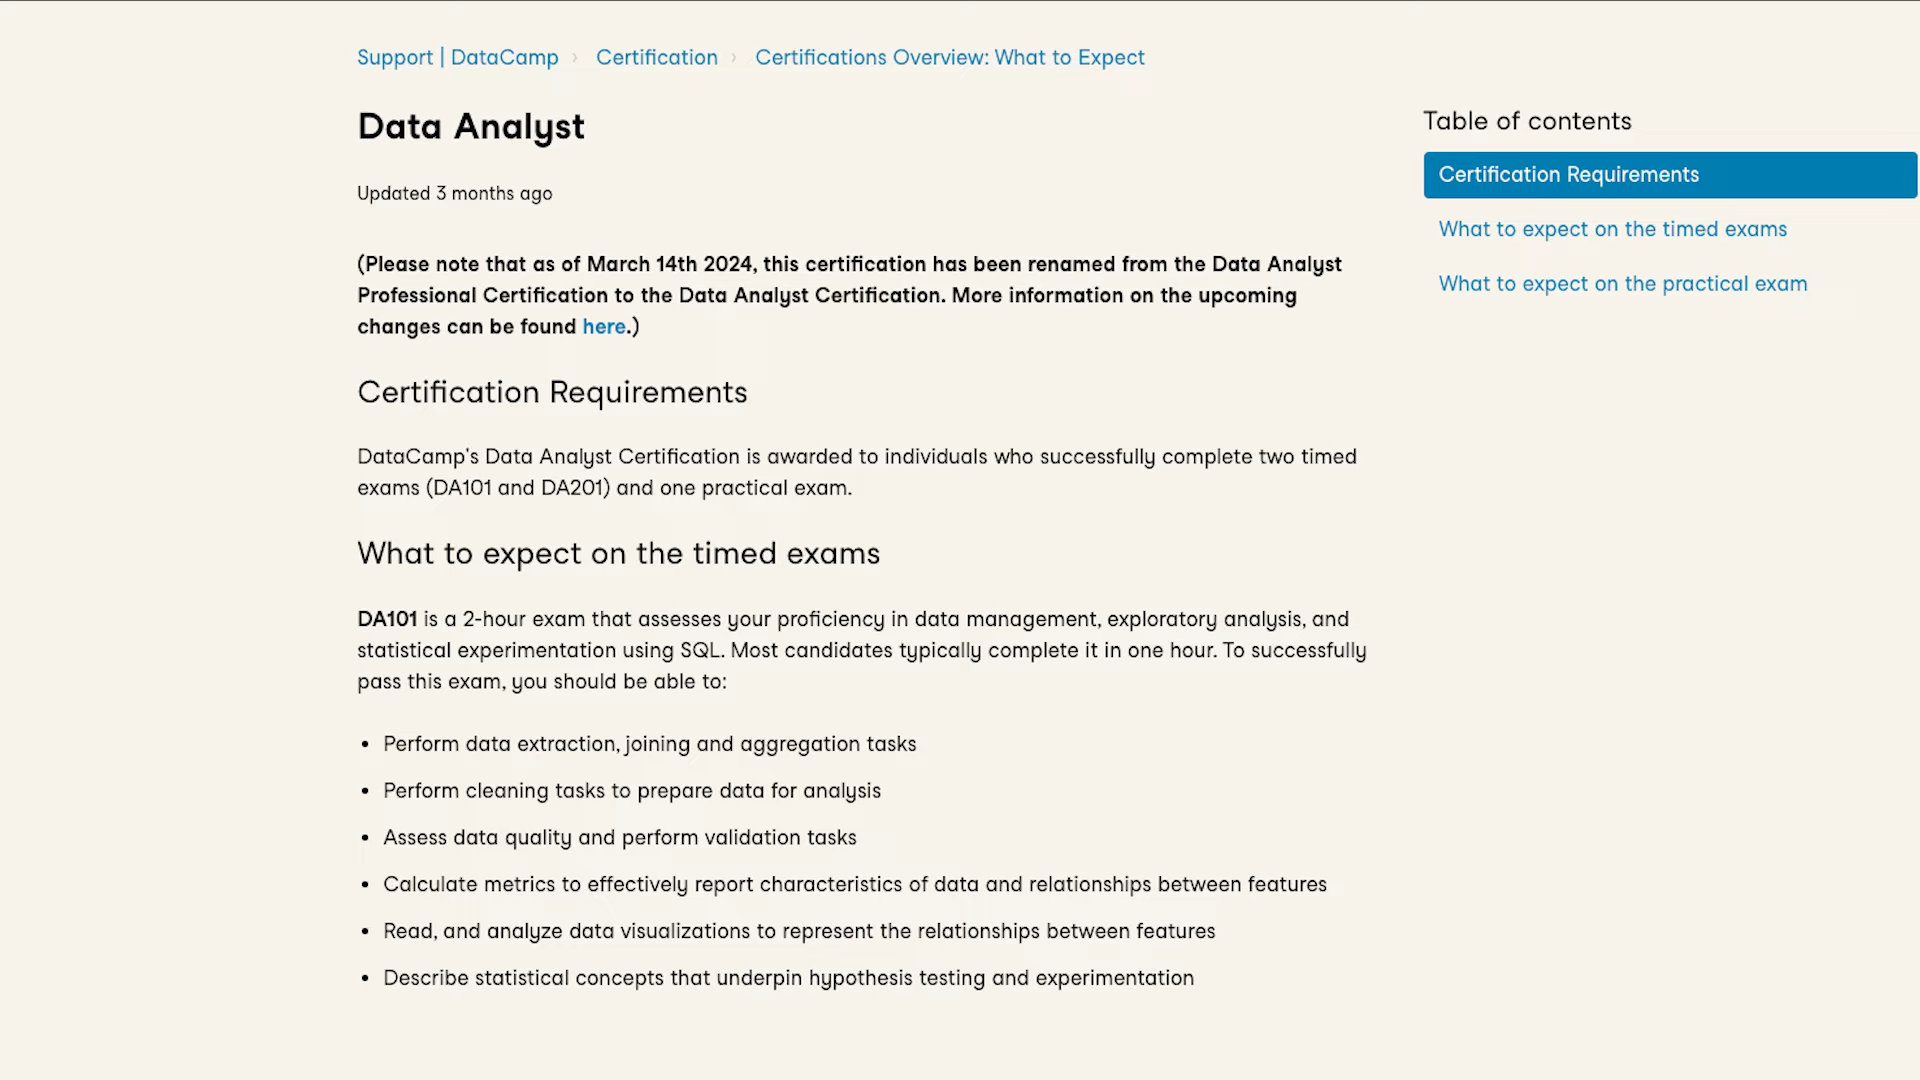 Support | DataCamp › Certification › Certifications Overview: What to Expect
Data Analyst
Updated 3 months ago
(Please note that as of March 14th 2024, this certification has been renamed from the Data Analyst
Professional Certification to the Data Analyst Certification. More information on the upcoming
changes can be found here.)
Certification Requirements
DataCamp's Data Analyst Certification is awarded to individuals who successfully complete two timed
exams (DA101 and DA201) and one practical exam.
What to expect on the timed exams
DA101 is a 2-hour exam that assesses your proficiency in data management, exploratory analysis, and
statistical experimentation using SQL. Most candidates typically complete it in one hour. To successfully
pass this exam, you should be able to:
• Perform data extraction, joining and aggregation tasks
• Perform cleaning tasks to prepare data for analysis
• Assess data quality and perform validation tasks
• Calculate metrics to effectively report characteristics of data and relationships between features
• Read, and analyze data visualizations to represent the relationships between features
• Describe statistical concepts that underpin hypothesis testing and experimentation
Table of contents
Certification Requirements
What to expect on the timed exams
What to expect on the practical exam